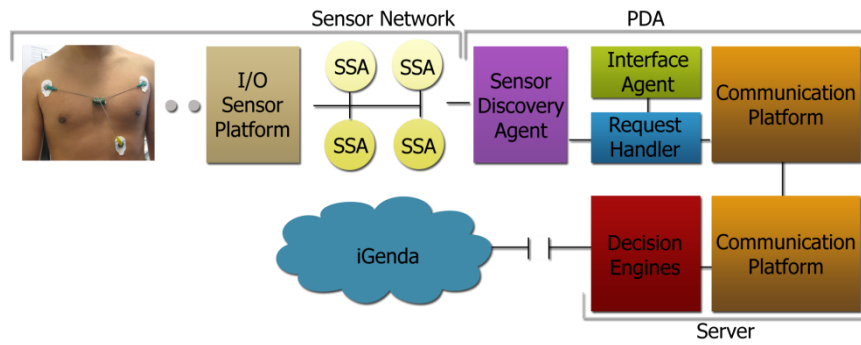 Sensor Network
PDA
I/O
Sensor
Platform
SSA
SSA
SSA
SSA
Sensor
Discovery
Agent
Interface
Agent
Request
Handler
Communication
Platform
iGenda
Decision
Engines
Communication
Platform
Server